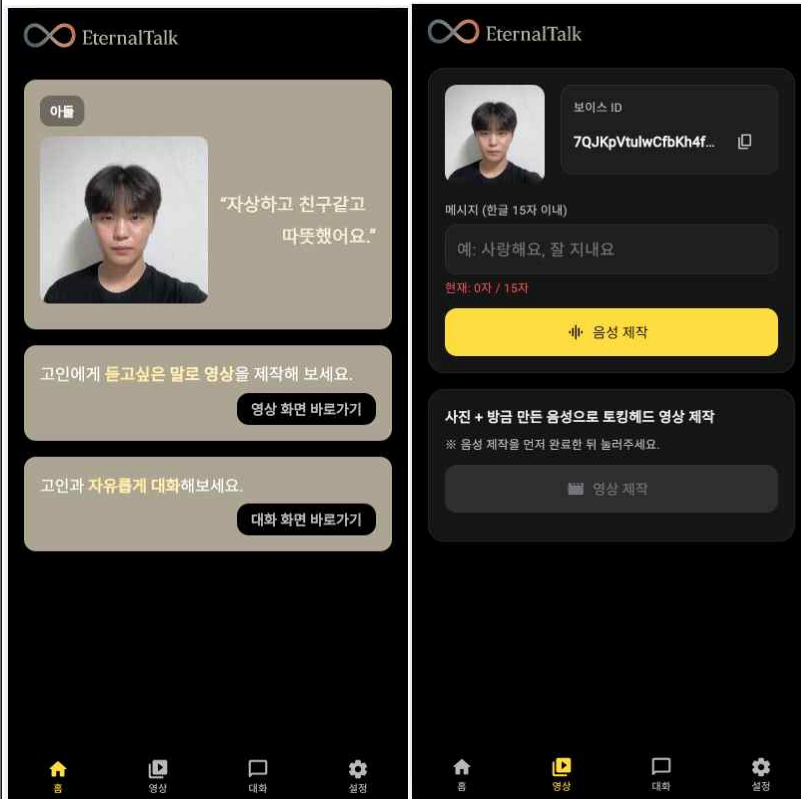 EternalTalk
아들
“자상하고 친구같고
따뜻했어요.”
고인에게 듣고싶은 말로 영상을 제작해 보세요.
영상 화면 바로가기
고인과 자유롭게 대화해보세요.
대화 화면 바로가기
홈
영상
대화
설정
EternalTalk
보이스 ID
7QJKpVtulwCfbKh4f...
메시지 (한글 15자 이내)
예: 사랑해요, 잘 지내요
현재: 0자 / 15자
음성 제작
사진 + 방금 만든 음성으로 토킹헤드 영상 제작
※ 음성 제작을 먼저 완료한 뒤 눌러주세요.
영상 제작
홈
영상
대화
설정